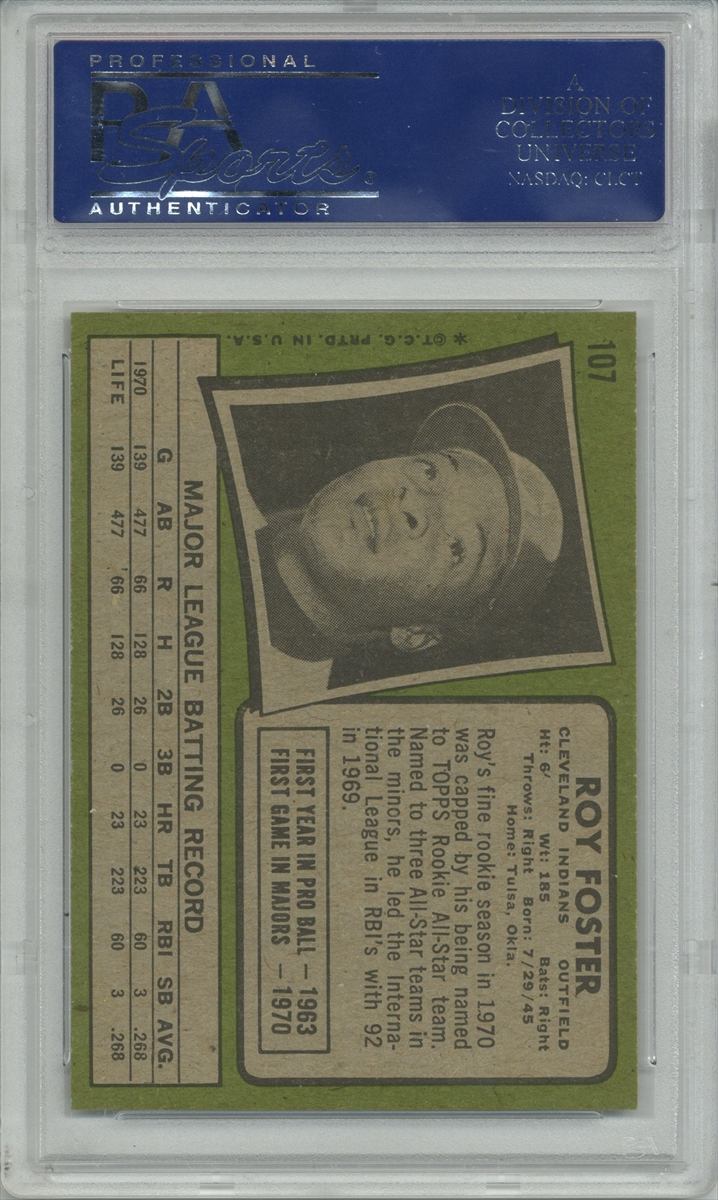 PROFESSIONAL
PSA
Sports®
AUTHENTICATOR
A
DIVISION OF
COLLECTORS
UNIVERSE
NASDAQ: CLCT
107
ROY FOSTER
CLEVELAND INDIANS OUTFIELD
Ht: 6' Wt: 185 Bats: Right
Throws: Right Born: 7/29/45
Home: Tulsa, Okla.
Roy's fine rookie season in 1970
was capped by his being named
to TOPPS Rookie All-Star team.
Named to three All-Star teams in
the minors, he led the Interna-
tional League in RBI's with 92
in 1969.
FIRST YEAR IN PRO BALL — 1963
FIRST GAME IN MAJORS — 1970
*©T.C.G. PRTD. IN U.S.A.
MAJOR LEAGUE BATTING RECORD
G AB R H 2B 3B HR TB RBI SB AVG.
1970 139 477 66 128 26 0 23 223 60 3 .268
LIFE 139 477 66 128 26 0 23 223 60 3 .268